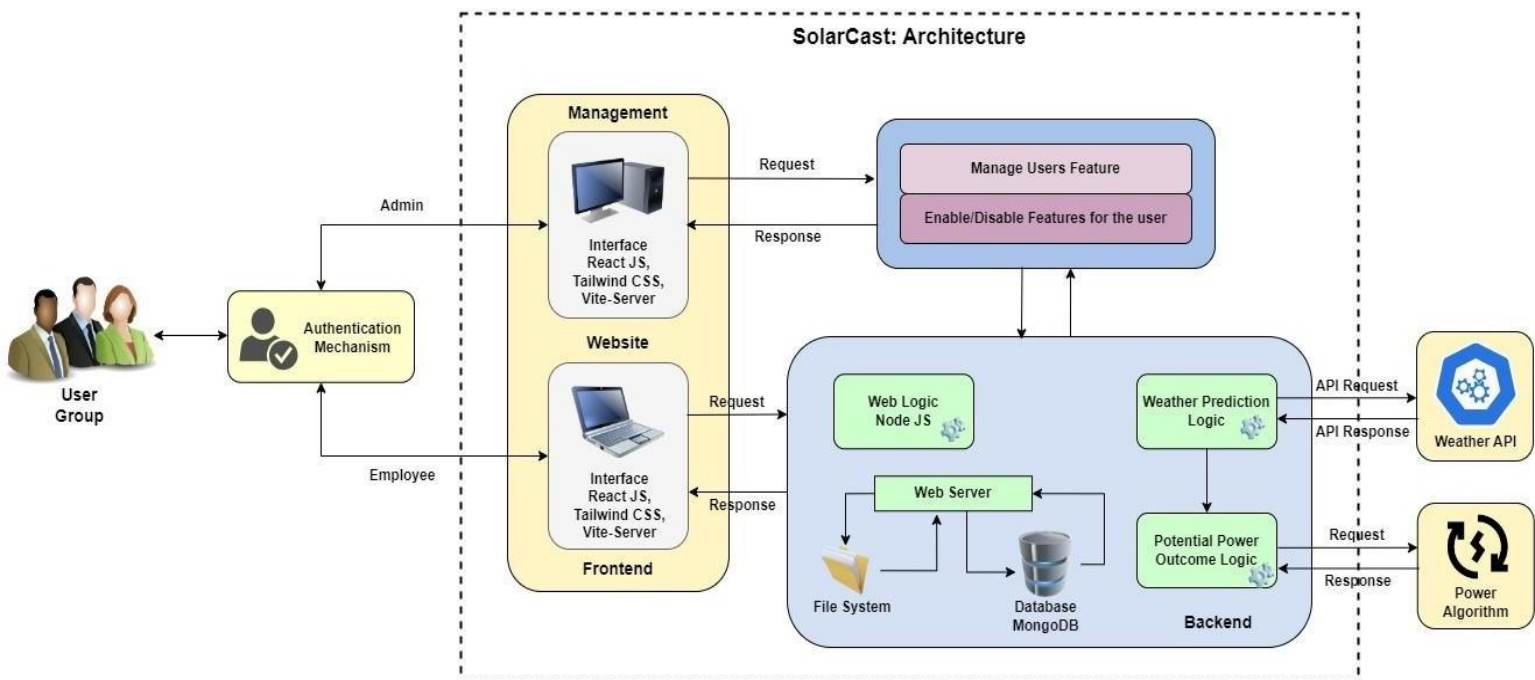 SolarCast: Architecture
Management
Interface
React JS,
Tailwind CSS,
Vite-Server
Website
Interface
React JS,
Tailwind CSS,
Vite-Server
Frontend
Request
Response
Manage Users Feature
Enable/Disable Features for the user
Admin
Authentication
Mechanism
User
Group
Employee
Request
Response
Web Logic
Node JS
Web Server
File System
Database
MongoDB
Weather Prediction
Logic
Potential Power
Outcome Logic
Backend
API Request
API Response
Weather API
Request
Response
Power
Algorithm